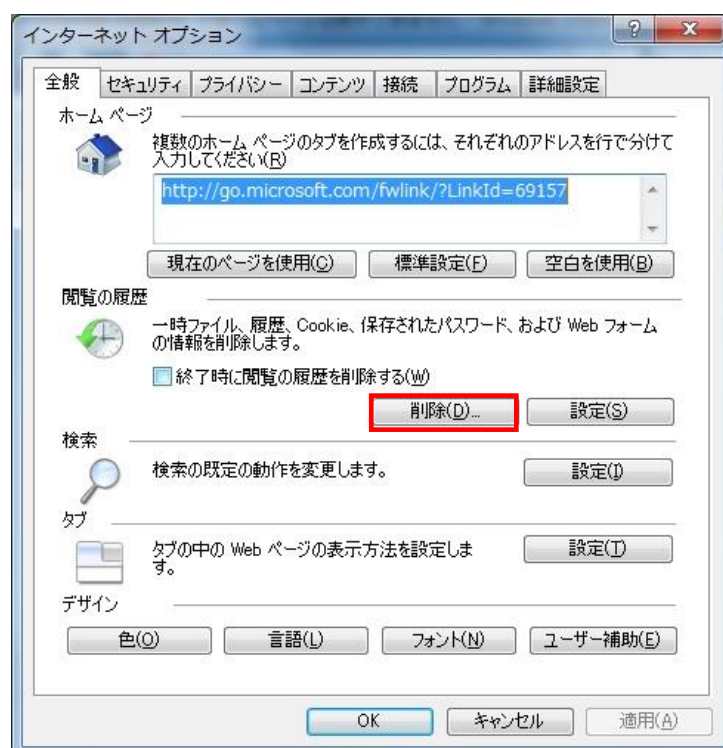 インターネット オプション
全般 セキュリティ プライバシー コンテンツ 接続 プログラム 詳細設定
ホーム ページ
複数のホーム ページのタブを作成するには、それぞれのアドレスを行で分けて
入力してください(R)
http://go.microsoft.com/fwlink/?LinkId=69157
現在のページを使用(C) 標準設定(F) 空白を使用(B)
閲覧の履歴
一時ファイル、履歴、Cookie、保存されたパスワード、および Web フォーム
の情報を削除します。
終了時に閲覧の履歴を削除する(W)
削除(D)... 設定(S)
検索
検索の既定の動作を変更します。 設定(I)
タブ
タブの中の Web ページの表示方法を設定しま
す。
設定(T)
デザイン
色(O) 言語(L) フォント(N) ユーザー補助(E)
OK キャンセル 適用(A)